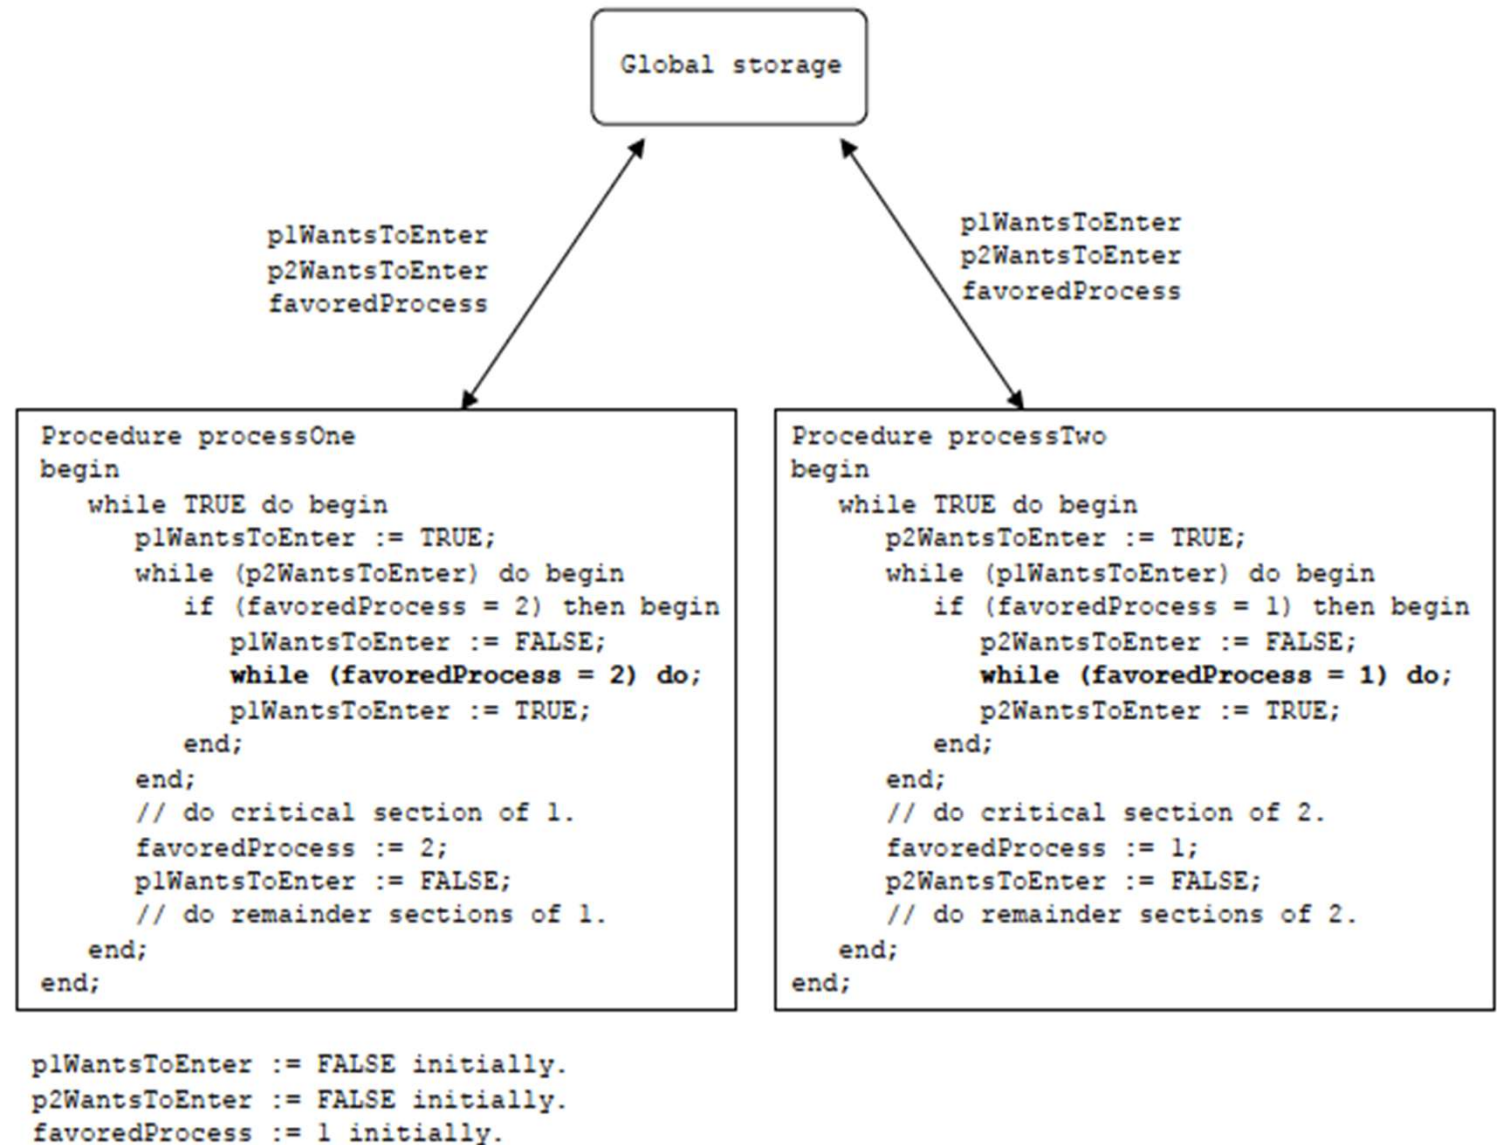 Global storage
p1WantsToEnter
p2WantsToEnter
favoredProcess
p1WantsToEnter
p2WantsToEnter
favoredProcess
Procedure processOne
begin
while TRUE do begin
p1WantsToEnter := TRUE;
while (p2WantsToEnter) do begin
if (favoredProcess = 2) then begin
p1WantsToEnter := FALSE;
while (favoredProcess = 2) do;
p1WantsToEnter := TRUE;
end;
end;
// do critical section of 1.
favoredProcess := 2;
p1WantsToEnter := FALSE;
// do remainder sections of 1.
end;
end;
Procedure processTwo
begin
while TRUE do begin
p2WantsToEnter := TRUE;
while (p1WantsToEnter) do begin
if (favoredProcess = 1) then begin
p2WantsToEnter := FALSE;
while (favoredProcess = 1) do;
p2WantsToEnter := TRUE;
end;
end;
// do critical section of 2.
favoredProcess := 1;
p2WantsToEnter := FALSE;
// do remainder sections of 2.
end;
end;
p1WantsToEnter := FALSE initially.
p2WantsToEnter := FALSE initially.
favoredProcess := 1 initially.